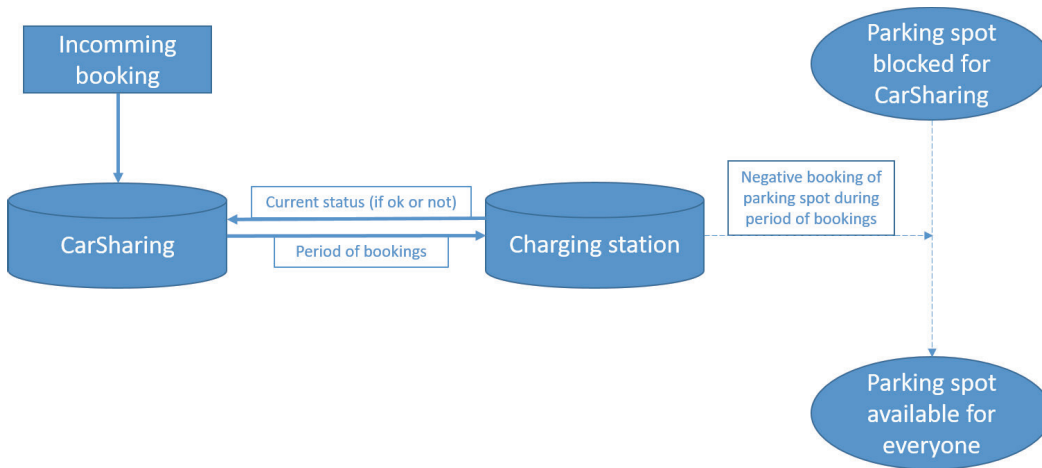 Incomming
booking
Parking spot
blocked for
CarSharing
CarSharing
Current status (if ok or not)
Period of bookings
Charging station
Negative booking of
parking spot during
period of bookings
Parking spot
available for
everyone